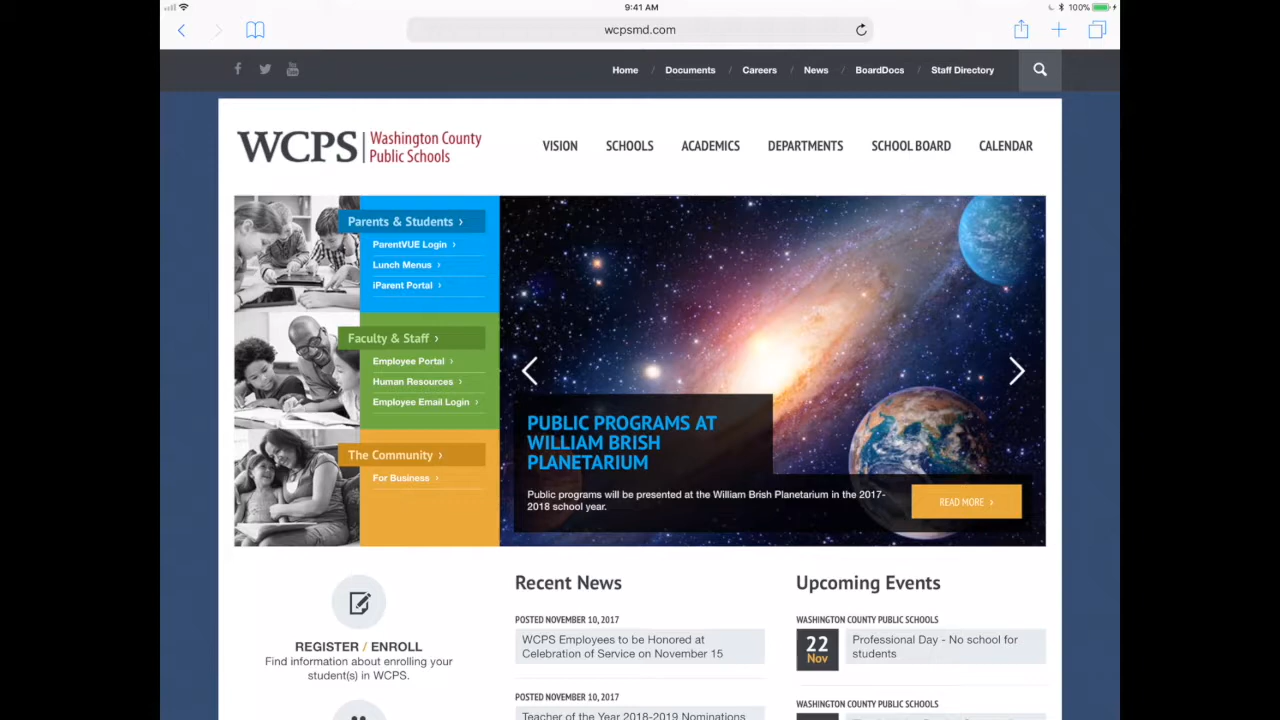 9:41 AM
100%
wcpsmd.com
Home / Documents / Careers / News / BoardDocs / Staff Directory
WCPS | Washington County
Public Schools
VISION SCHOOLS ACADEMICS DEPARTMENTS SCHOOL BOARD CALENDAR
Parents & Students ›
ParentVUE Login ›
Lunch Menus ›
iParent Portal ›
Faculty & Staff ›
Employee Portal ›
Human Resources ›
Employee Email Login ›
The Community ›
For Business ›
PUBLIC PROGRAMS AT
WILLIAM BRISH
PLANETARIUM
Public programs will be presented at the William Brish Planetarium in the 2017-
2018 school year.
READ MORE ›
REGISTER / ENROLL
Find information about enrolling your
student(s) in WCPS.
Recent News
POSTED NOVEMBER 10, 2017
WCPS Employees to be Honored at
Celebration of Service on November 15
POSTED NOVEMBER 10, 2017
Teacher of the Year 2018-2019 Nominations
Upcoming Events
WASHINGTON COUNTY PUBLIC SCHOOLS
22
Nov
Professional Day - No school for
students
WASHINGTON COUNTY PUBLIC SCHOOLS